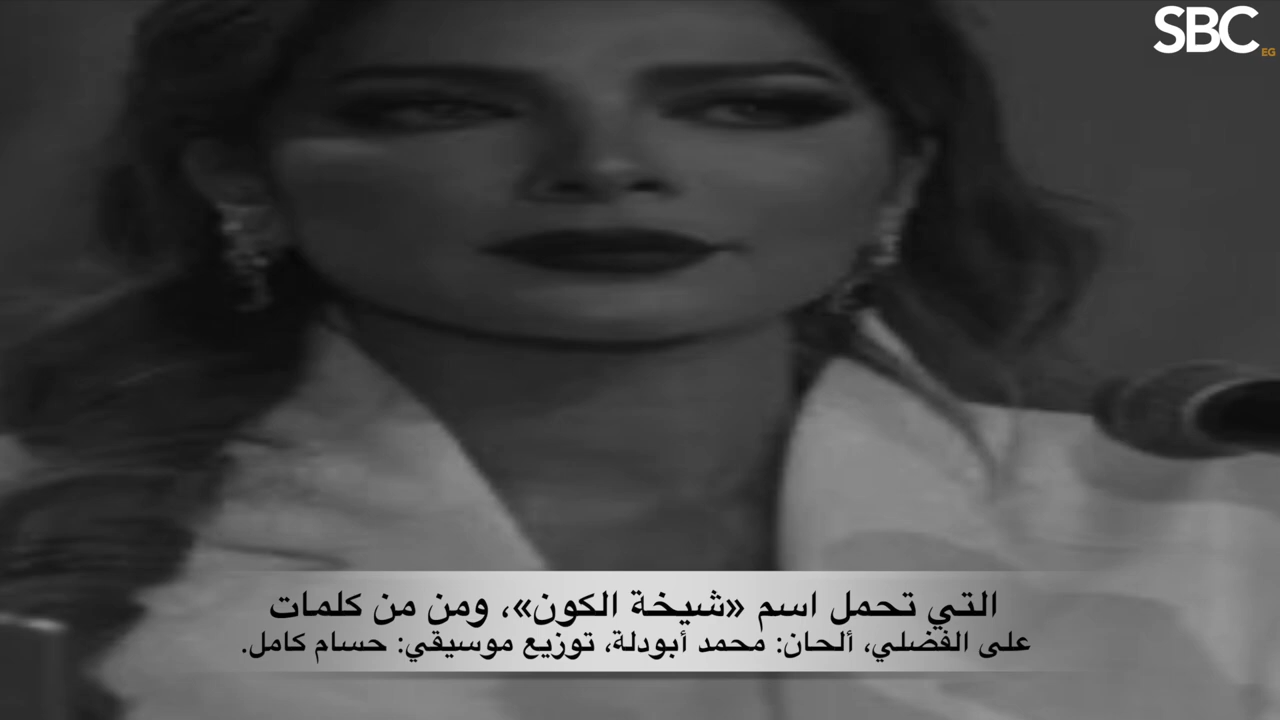 SBC
EG
التي تحمل اسم «شيخة الكون»، ومن من كلمات
على الفضلي، ألحان: محمد أبودلة، توزيع موسيقي: حسام كامل.